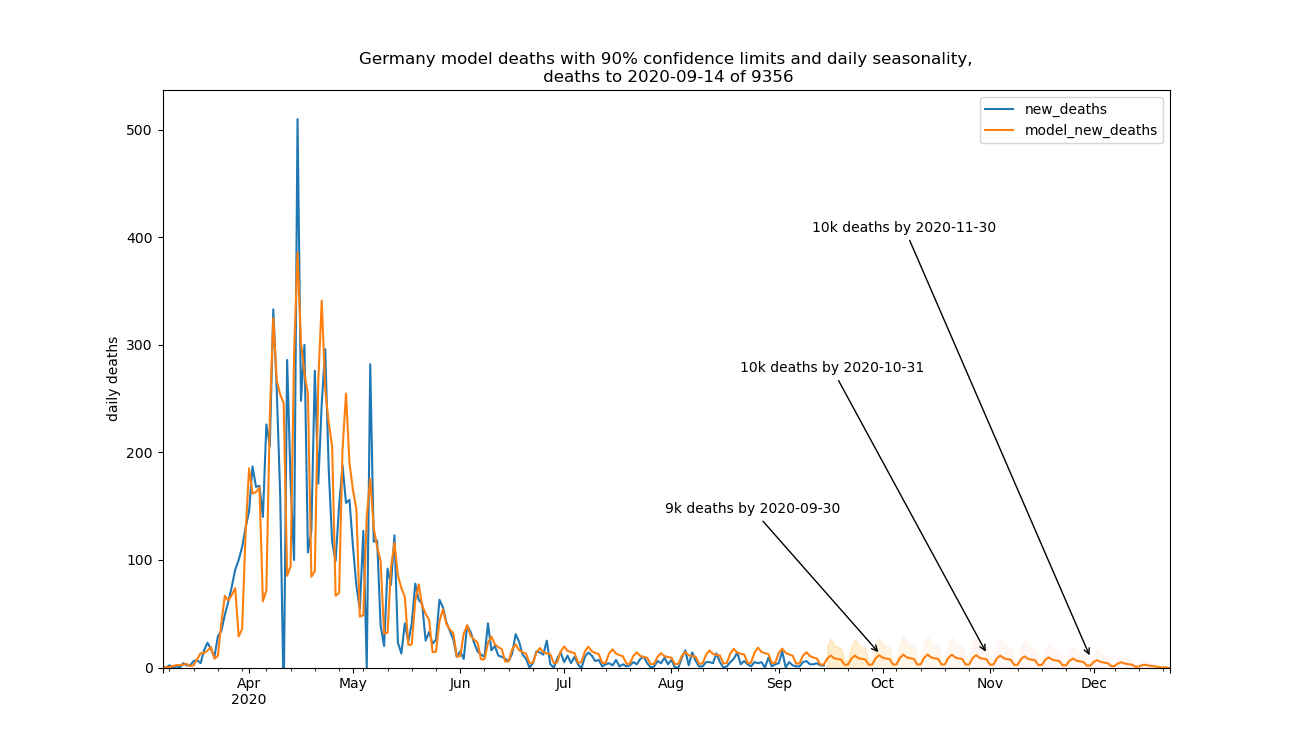 Germany model deaths with 90% confidence limits and daily seasonality,
deaths to 2020-09-14 of 9356
new_deaths
model_new_deaths
500
400
300
200
100
0
daily deaths
10k deaths by 2020-11-30
10k deaths by 2020-10-31
9k deaths by 2020-09-30
Apr
2020
May
Jun
Jul
Aug
Sep
Oct
Nov
Dec